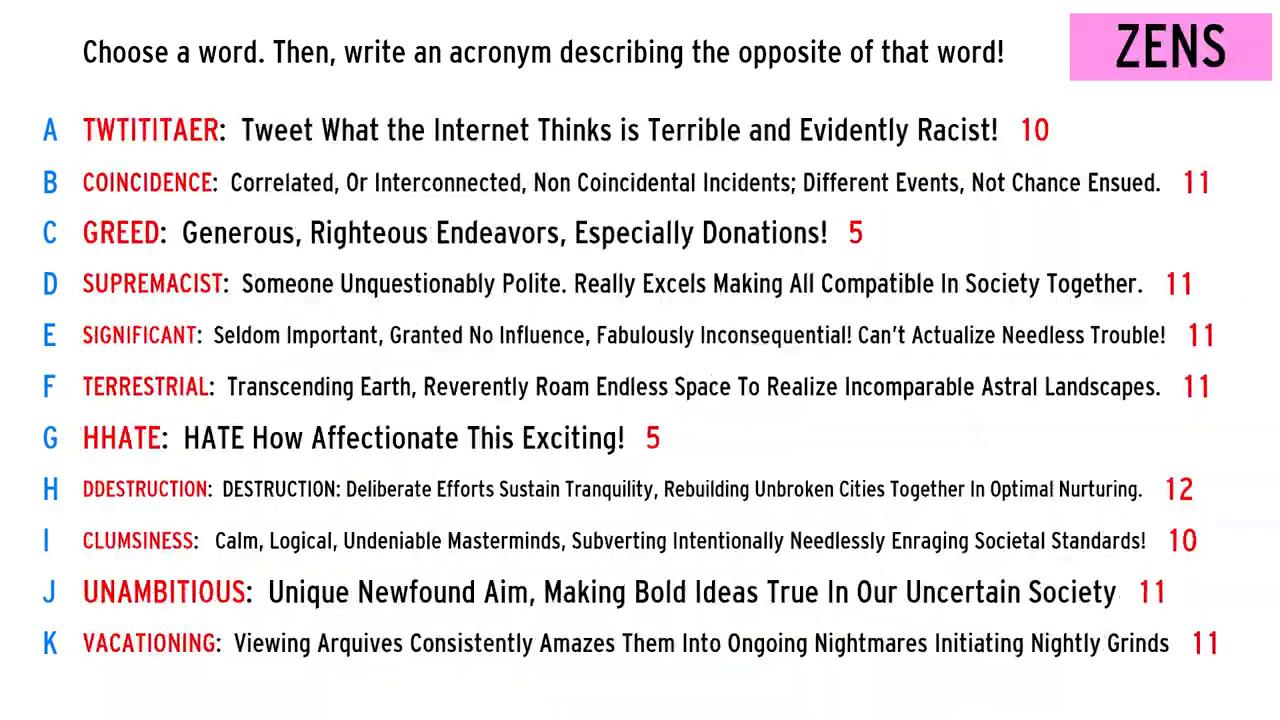 Choose a word. Then, write an acronym describing the opposite of that word!
ZENS
A TWTITITAER: Tweet What the Internet Thinks is Terrible and Evidently Racist! 10
B COINCIDENCE: Correlated, Or Interconnected, Non Coincidental Incidents; Different Events, Not Chance Ensued. 11
C GREED: Generous, Righteous Endeavors, Especially Donations! 5
D SUPREMACIST: Someone Unquestionably Polite. Really Excels Making All Compatible In Society Together. 11
E SIGNIFICANT: Seldom Important, Granted No Influence, Fabulously Inconsequential! Can't Actualize Needless Trouble! 11
F TERRESTRIAL: Transcending Earth, Reverently Roam Endless Space To Realize Incomparable Astral Landscapes. 11
G HHATE: HATE How Affectionate This Exciting! 5
H DDESTRUCTION: DESTRUCTION: Deliberate Efforts Sustain Tranquility, Rebuilding Unbroken Cities Together In Optimal Nurturing. 12
I CLUMSINESS: Calm, Logical, Undeniable Masterminds, Subverting Intentionally Needlessly Enraging Societal Standards! 10
J UNAMBITIOUS: Unique Newfound Aim, Making Bold Ideas True In Our Uncertain Society 11
K VACATIONING: Viewing Arquives Consistently Amazes Them Into Ongoing Nightmares Initiating Nightly Grinds 11